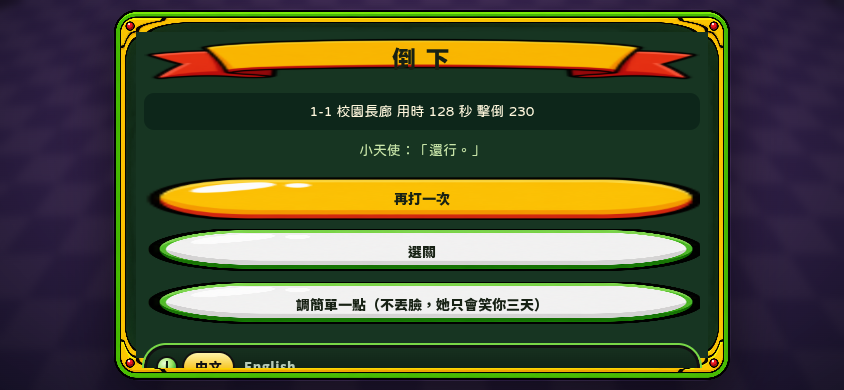 倒下
1-1 校園長廊 用時 128 秒 擊倒 230
小天使：「還行。」
再打一次
選關
調簡單一點（不丟臉，她只會笑你三天）
中文 English